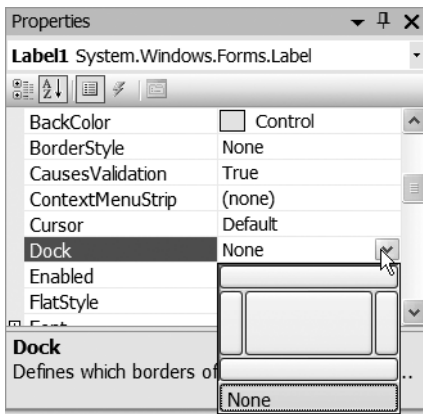 Properties
Label1 System.Windows.Forms.Label
BackColor Control
BorderStyle None
CausesValidation True
ContextMenuStrip (none)
Cursor Default
Dock None
Enabled
FlatStyle
None
Dock
Defines which borders of ..